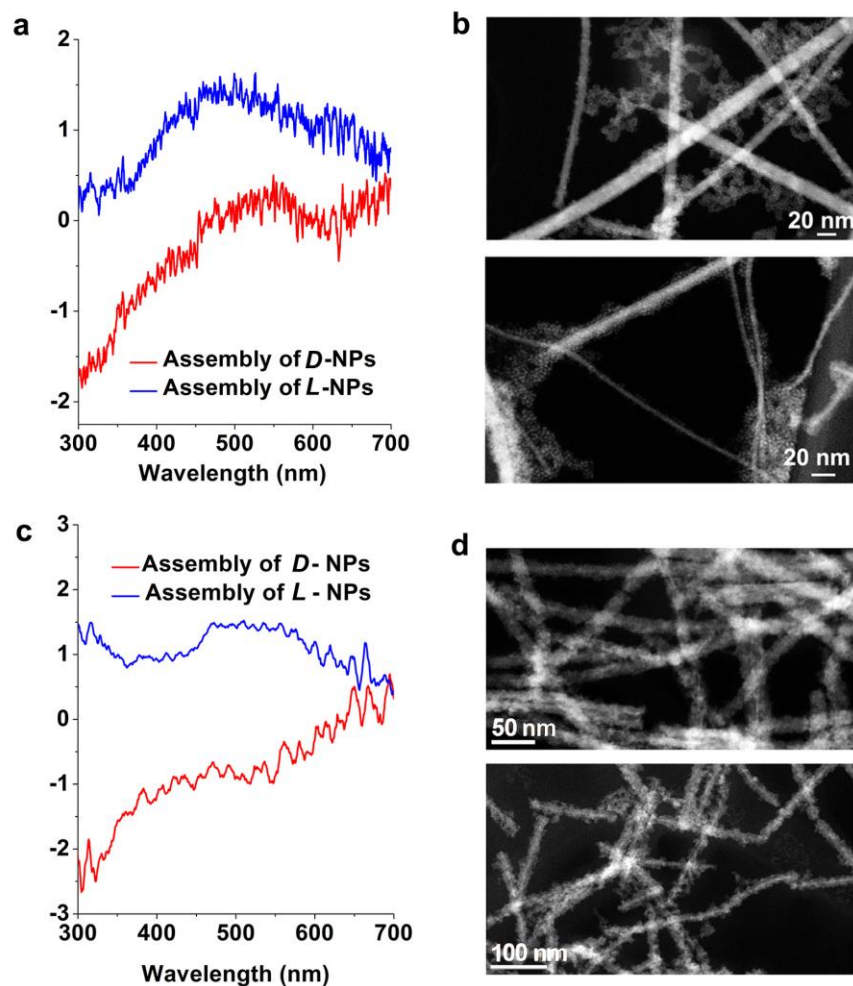 a
2
1
0
-1
-2
300 400 500 600 700
Wavelength (nm)
Assembly of D-NPs
Assembly of L-NPs
b
20 nm
20 nm
c
3
2
1
0
-1
-2
-3
300 400 500 600 700
Wavelength (nm)
Assembly of D- NPs
Assembly of L - NPs
d
50 nm
100 nm